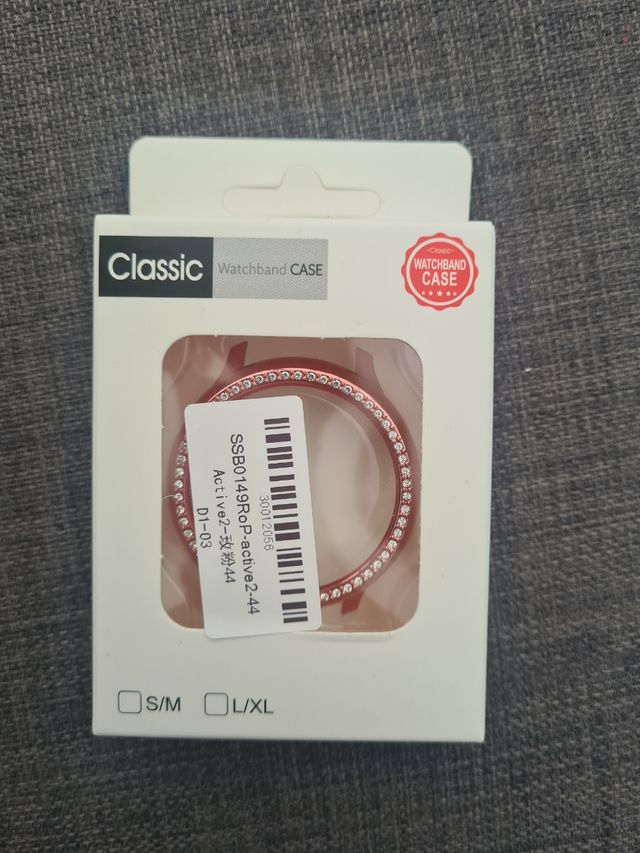 Classic
Watchband CASE
-Classic-
WATCHBAND
CASE
30012056
SSB0149RoP-active2-44
Active2-玫粉44
D1-03
S/M
L/XL